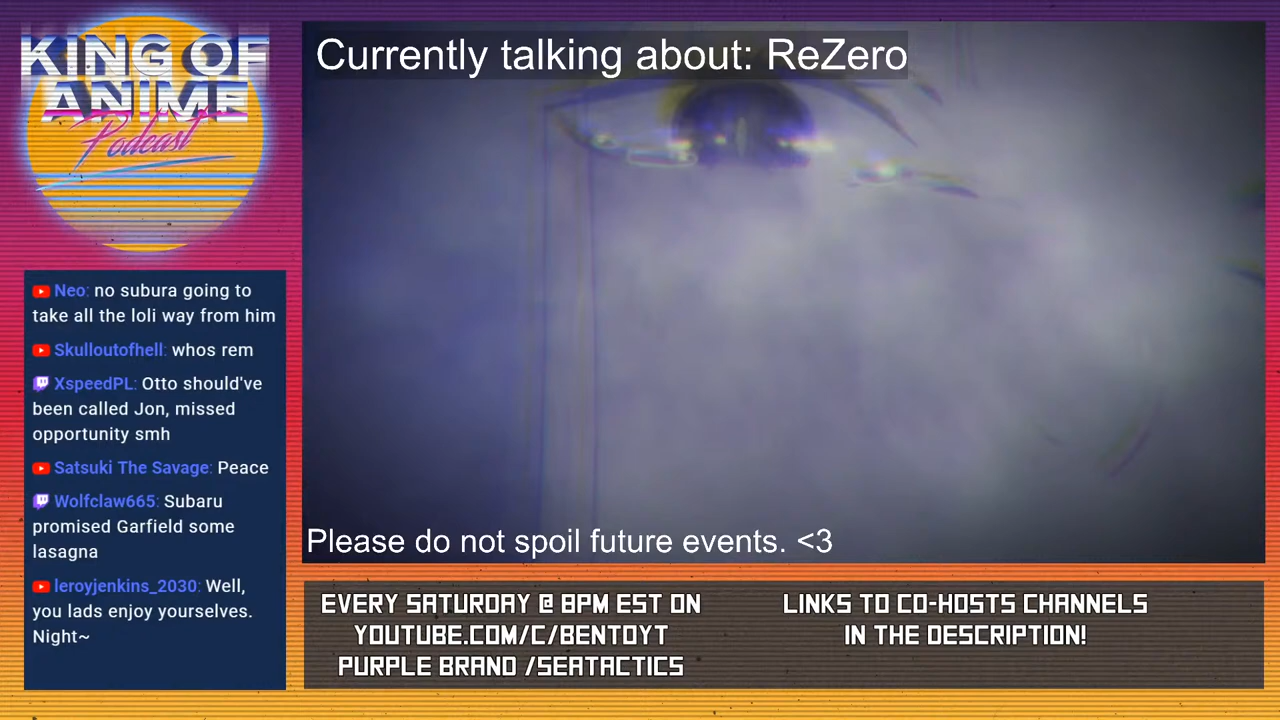 KING OF
ANIME
Podcast
Currently talking about: ReZero
Neo: no subura going to
take all the loli way from him
Skulloutofhell: whos rem
XspeedPL: Otto should've
been called Jon, missed
opportunity smh
Satsuki The Savage: Peace
Wolfclaw665: Subaru
promised Garfield some
lasagna
leroyjenkins_2030: Well,
you lads enjoy yourselves.
Night~
Please do not spoil future events. <3
EVERY SATURDAY @ 8PM EST ON
YOUTUBE.COM/C/BENTOYT
PURPLE BRAND /SEATACTICS
LINKS TO CO-HOSTS CHANNELS
IN THE DESCRIPTION!